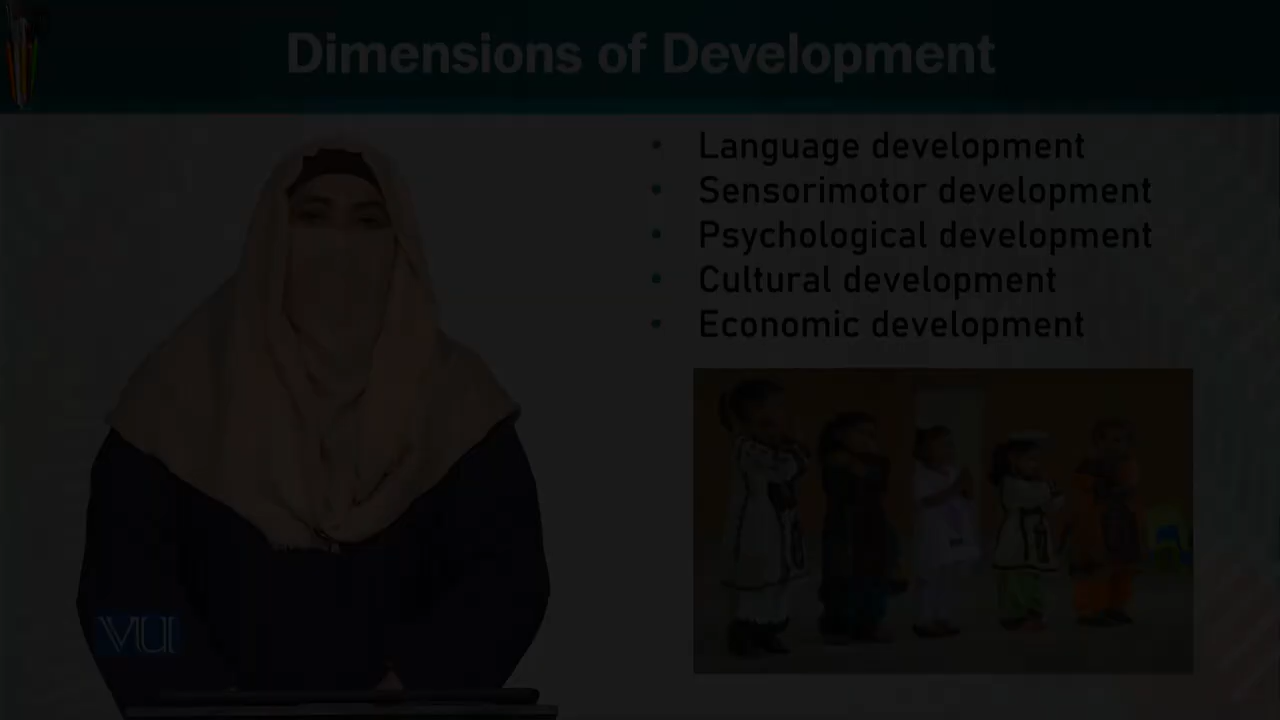 Dimensions of Development
• Language development
• Sensorimotor development
• Psychological development
• Cultural development
• Economic development
VU